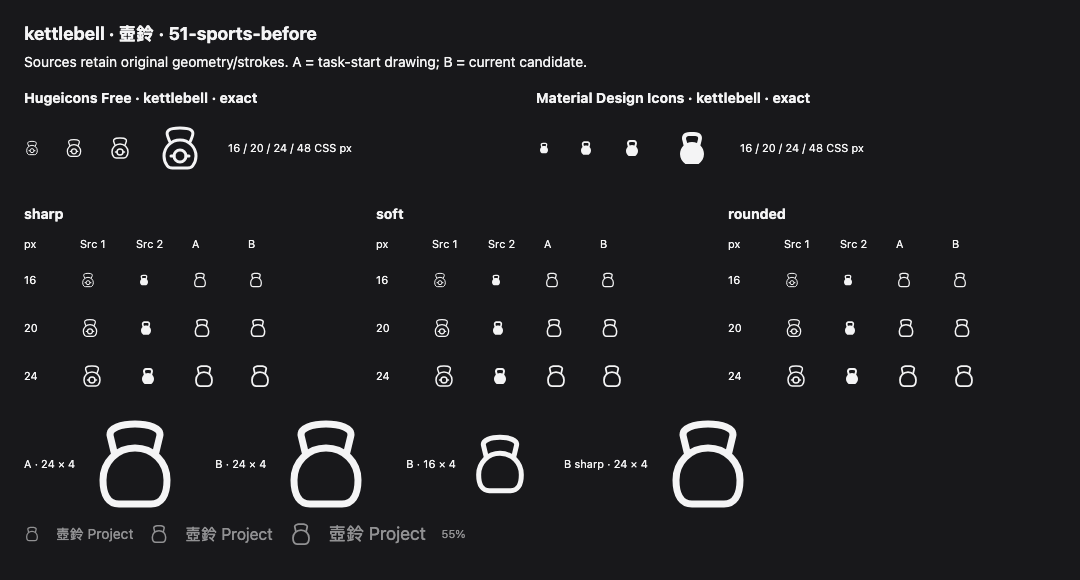 kettlebell · 壺鈴 · 51-sports-before
Sources retain original geometry/strokes. A = task-start drawing; B = current candidate.
Hugeicons Free · kettlebell · exact
16 / 20 / 24 / 48 CSS px
Material Design Icons · kettlebell · exact
16 / 20 / 24 / 48 CSS px
sharp
px Src 1 Src 2 A B
16
20
24
soft
px Src 1 Src 2 A B
16
20
24
rounded
px Src 1 Src 2 A B
16
20
24
A · 24 × 4
B · 24 × 4
B · 16 × 4
B sharp · 24 × 4
壺鈴 Project
壺鈴 Project
壺鈴 Project
55%